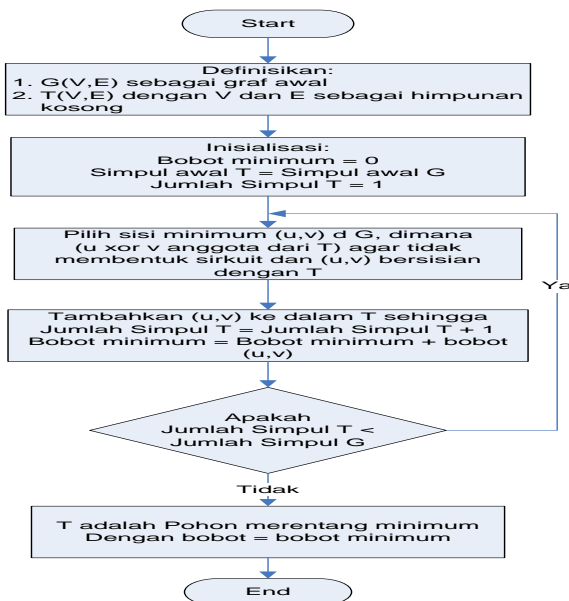 Start
Definisikan:
1. G(V,E) sebagai graf awal
2. T(V,E) dengan V dan E sebagai himpunan
kosong
Inisialisasi:
Bobot minimum = 0
Simpul awal T = Simpul awal G
Jumlah Simpul T = 1
Pilih sisi minimum (u,v) d G, dimana
(u xor v anggota dari T) agar tidak
membentuk sirkuit dan (u,v) bersisian
dengan T
Ya
Tambahkan (u,v) ke dalam T sehingga
Jumlah Simpul T = Jumlah Simpul T + 1
Bobot minimum = Bobot minimum + bobot
(u,v)
Apakah
Jumlah Simpul T <
Jumlah Simpul G
Tidak
T adalah Pohon merentang minimum
Dengan bobot = bobot minimum
End